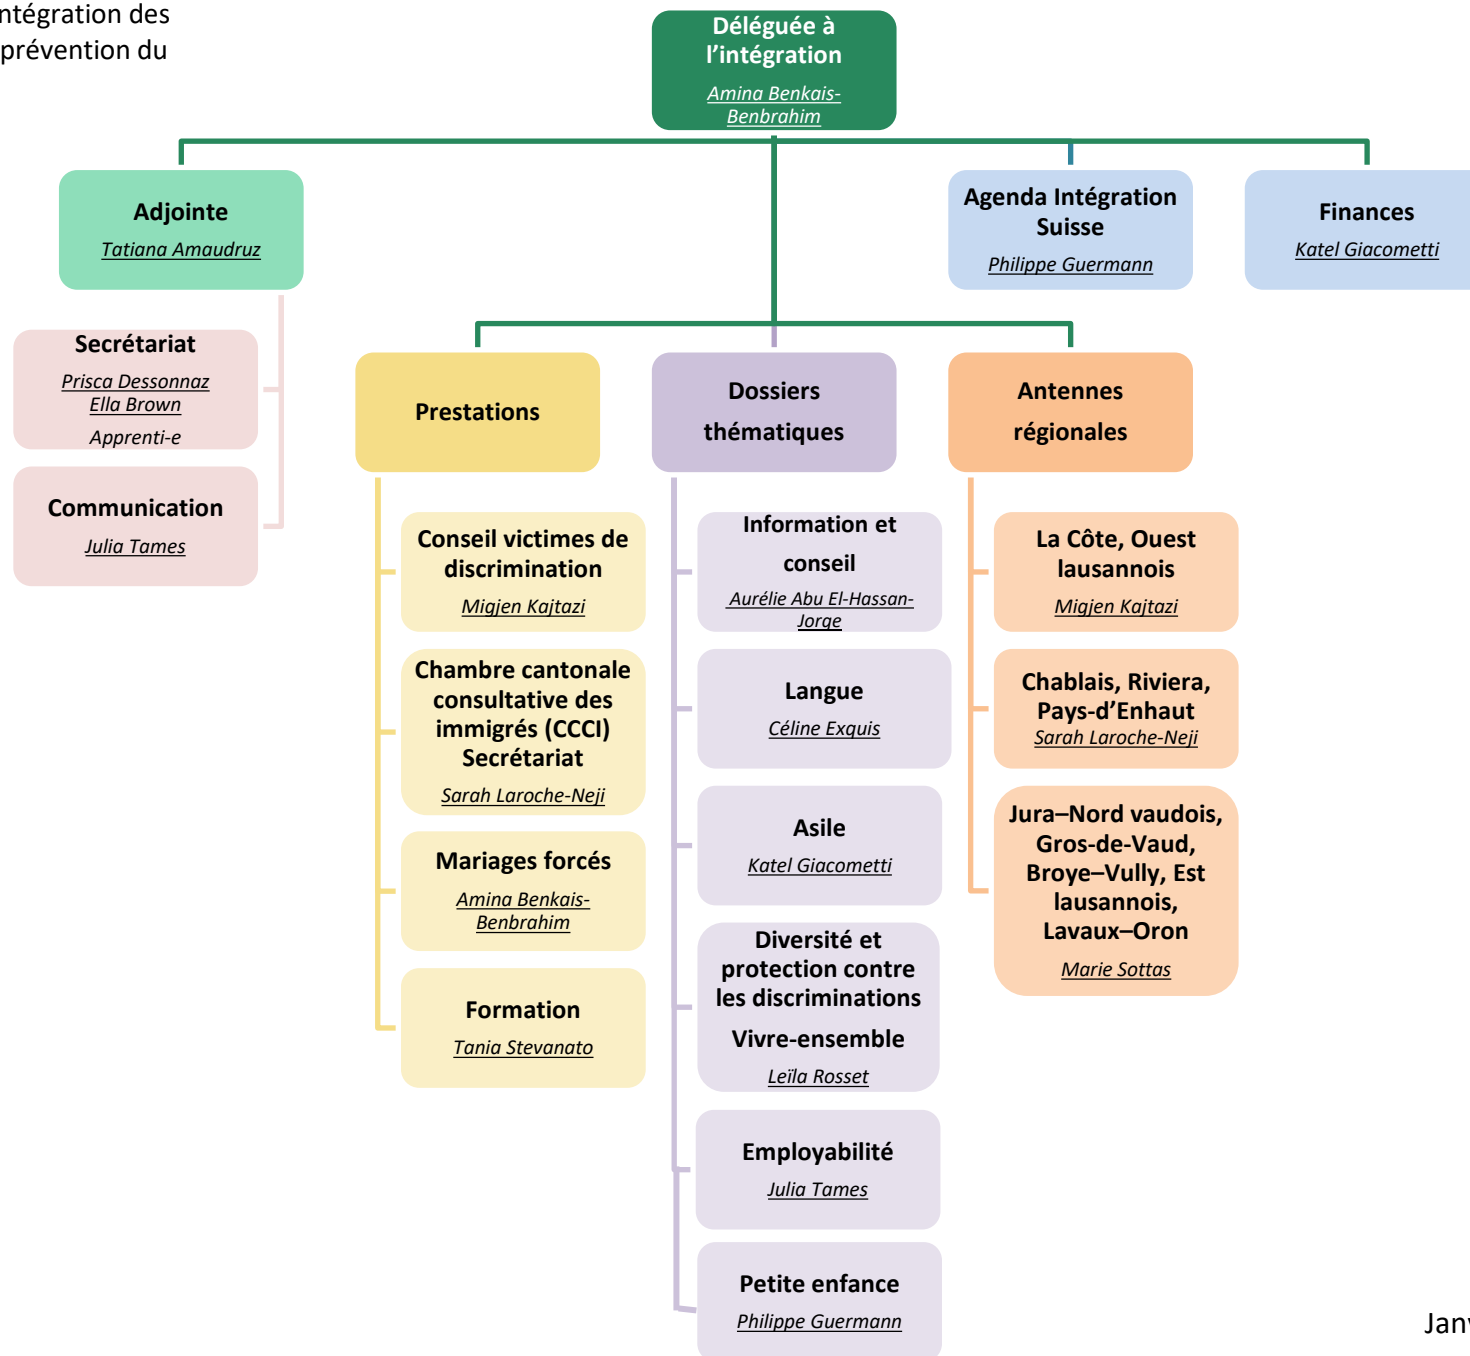 ntégration des
prévention du
Déléguée à
l’intégration
Amina Benkais-
Benbrahim
Adjointe
Tatiana Amaudruz
Agenda Intégration
Suisse
Philippe Guermann
Finances
Katel Giacometti
Secrétariat
Prisca Dessonnaz
Ella Brown
Apprenti-e
Communication
Julia Tames
Prestations
Conseil victimes de
discrimination
Migjen Kajtazi
Chambre cantonale
consultative des
immigrés (CCCI)
Secrétariat
Sarah Laroche-Neji
Mariages forcés
Amina Benkais-
Benbrahim
Formation
Tania Stevanato
Dossiers
thématiques
Information et
conseil
Aurélie Abu El-Hassan-
Jorge
Langue
Céline Exquis
Asile
Katel Giacometti
Diversité et
protection contre
les discriminations
Vivre-ensemble
Leïla Rosset
Employabilité
Julia Tames
Petite enfance
Philippe Guermann
Antennes
régionales
La Côte, Ouest
lausannois
Migjen Kajtazi
Chablais, Riviera,
Pays-d’Enhaut
Sarah Laroche-Neji
Jura–Nord vaudois,
Gros-de-Vaud,
Broye–Vully, Est
lausannois,
Lavaux–Oron
Marie Sottas
Jan